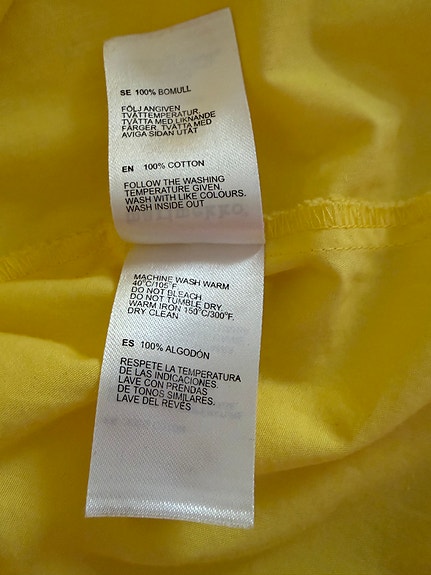 SE 100% BOMULL
FÖLJ ANGIVEN
TVÄTTEMPERATUR.
TVÄTTA MED LIKNANDE
FÄRGER. TVÄTTA MED
AVIGA SIDAN UTÅT
EN 100% COTTON
FOLLOW THE WASHING
TEMPERATURE GIVEN.
WASH WITH LIKE COLOURS.
WASH INSIDE OUT
MACHINE WASH WARM
40°C/105°F.
DO NOT BLEACH.
DO NOT TUMBLE DRY.
WARM IRON 150°C/300°F.
DRY CLEAN
ES 100% ALGODÓN
RESPETE LA TEMPERATURA
DE LAS INDICACIONES.
LAVE CON PRENDAS
DE TONOS SIMILARES.
LAVE DEL REVÉS